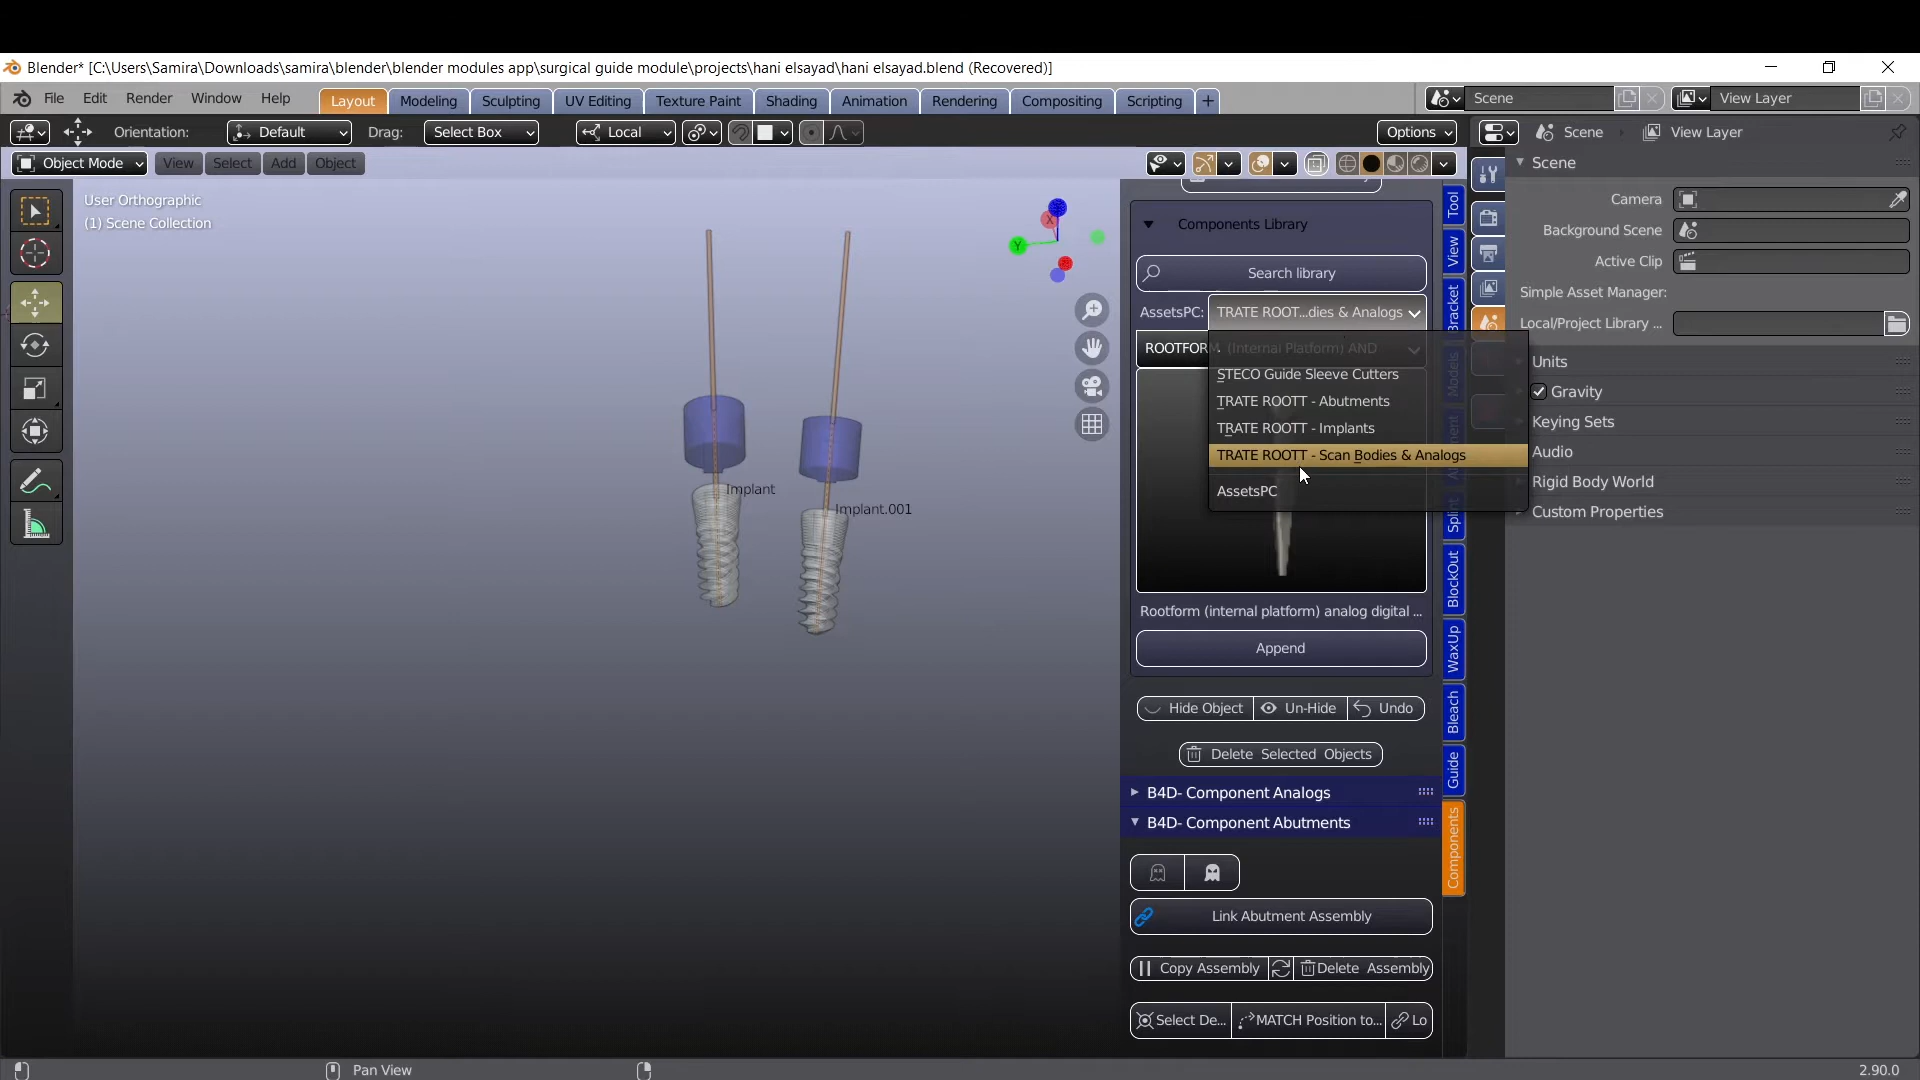 Blender* [C:\Users\Samira\Downloads\samira\blender\blender modules app\surgical guide module\projects\hani elsayad\hani elsayad.blend (Recovered)]
File Edit Render Window Help Layout Modeling Sculpting UV Editing Texture Paint Shading Animation Rendering Compositing Scripting + Scene View Layer
Orientation: Default Drag: Select Box Local Options Scene View Layer
Object Mode View Select Add Object
Scene
User Orthographic
(1) Scene Collection
X
Y
Implant
Implant.001
Components Library
Search library
AssetsPC: TRATE ROOT...dies & Analogs
ROOTFORM (Internal Platform) AND
STECO Guide Sleeve Cutters
TRATE ROOTT - Abutments
TRATE ROOTT - Implants
TRATE ROOTT - Scan Bodies & Analogs
AssetsPC
Rootform (internal platform) analog digital ...
Append
Hide Object Un-Hide Undo
Delete Selected Objects
B4D- Component Analogs
B4D- Component Abutments
Link Abutment Assembly
Copy Assembly Delete Assembly
Select De... MATCH Position to... Lo
Tool
View
Bracket
Models
Splint
BlockOut
WaxUp
Bleach
Guide
Components
Camera
Background Scene
Active Clip
Simple Asset Manager:
Local/Project Library ...
Units
Gravity
Keying Sets
Audio
Rigid Body World
Custom Properties
Pan View
2.90.0